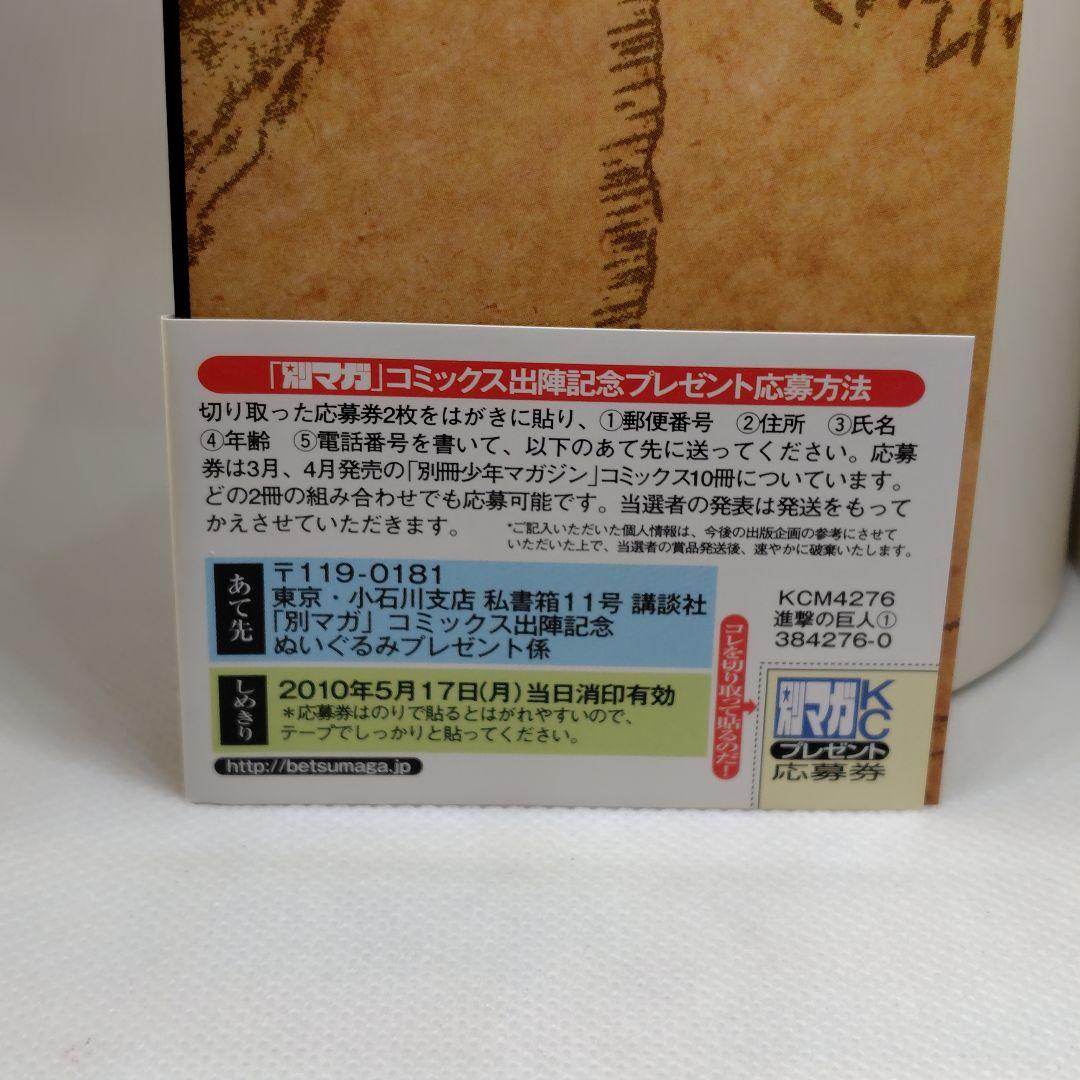 「別マガ」コミックス出陣記念プレゼント応募方法
切り取った応募券2枚をはがきに貼り、①郵便番号 ②住所 ③氏名
④年齢 ⑤電話番号を書いて、以下のあて先に送ってください。応募
券は3月、4月発売の「別冊少年マガジン」コミックス10冊についています。
どの2冊の組み合わせでも応募可能です。当選者の発表は発送をもって
かえさせていただきます。
*ご記入いただいた個人情報は、今後の出版企画の参考にさせて
いただいた上で、当選者の賞品発送後、速やかに破棄いたします。
あて先
〒119-0181
東京・小石川支店 私書箱11号 講談社
「別マガ」コミックス出陣記念
ぬいぐるみプレゼント係
しめきり
2010年5月17日(月)当日消印有効
*応募券はのりで貼るとはがれやすいので、
テープでしっかりと貼ってください。
http://betsumaga.jp
コレを切り取って貼るのだ!
KCM4276
進撃の巨人①
384276-0
別マガKC
プレゼント
応募券